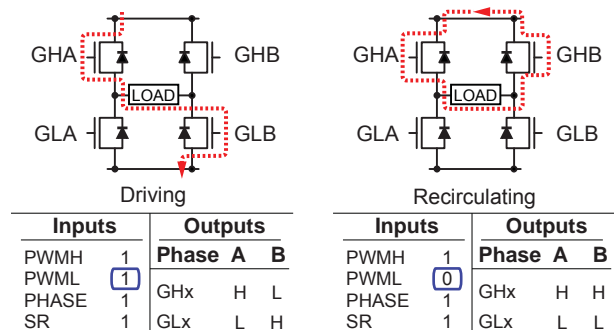 GHA GHB
LOAD
GLA GLB
Driving
Inputs Outputs
PWMH 1 Phase A B
PWML 1
GHx H L
PHASE 1
SR 1 GLx L H
GHA GHB
LOAD
GLA GLB
Recirculating
Inputs Outputs
PWMH 1 Phase A B
PWML 0
GHx H H
PHASE 1
SR 1 GLx L L